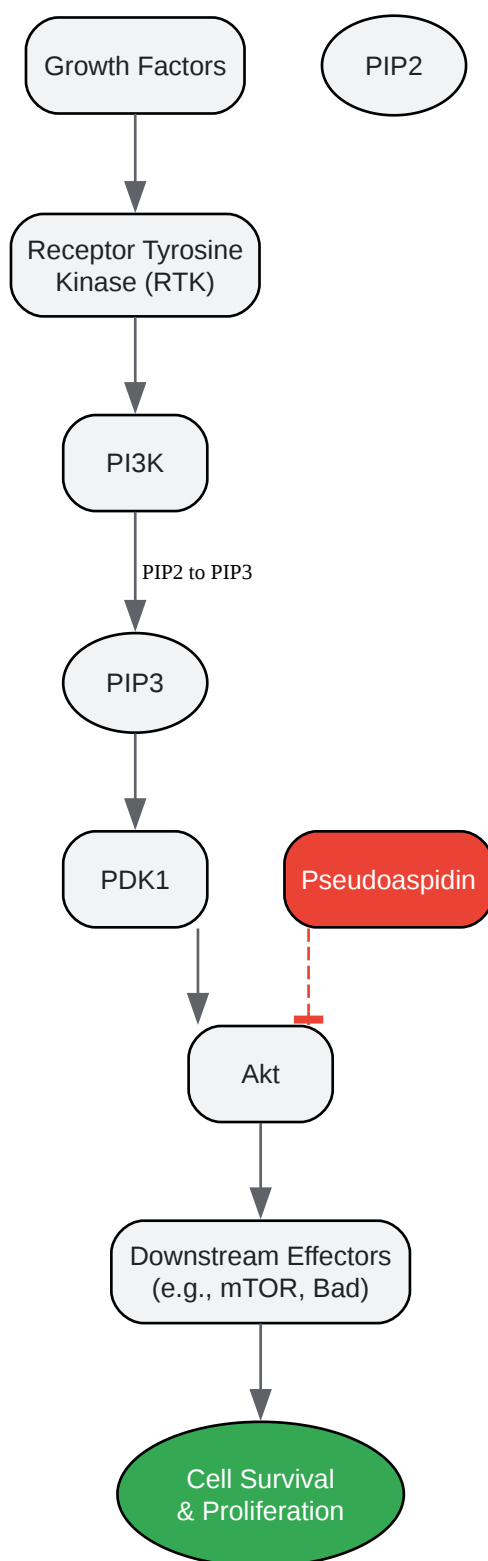 Growth Factors
PIP2
Receptor Tyrosine
Kinase (RTK)
PI3K
PIP2 to PIP3
PIP3
PDK1
Pseudoaspidin
Akt
Downstream Effectors
(e.g., mTOR, Bad)
Cell Survival
& Proliferation